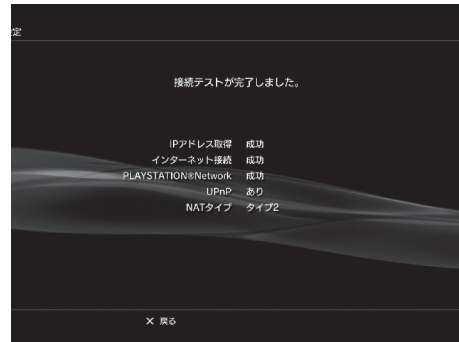 定
接続テストが完了しました。
IPアドレス取得 成功
インターネット接続 成功
PLAYSTATION®Network 成功
UPnP あり
NATタイプ タイプ2
✕ 戻る